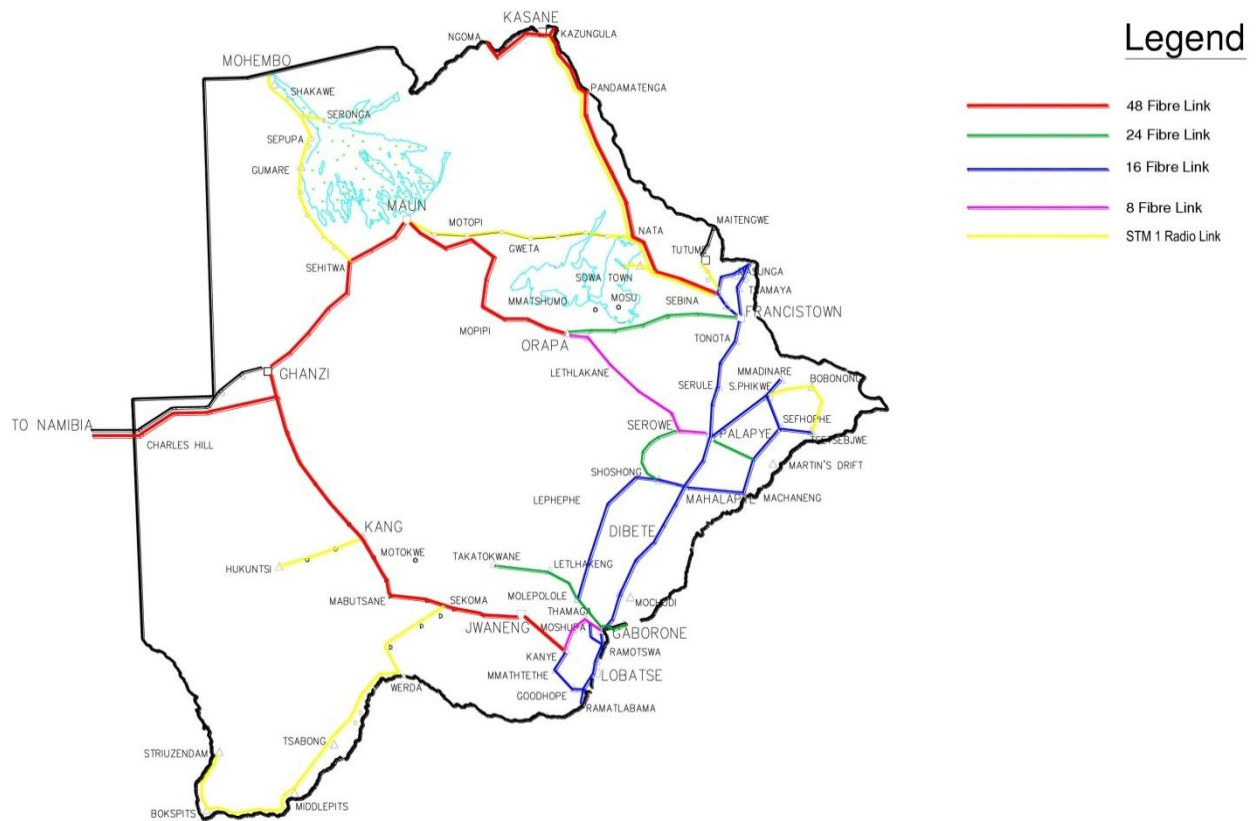 KASANE
NGOMA
KAZUNGULA
Legend
MOHEMBO
SHAKAWE
PANDAMATENGA
48 Fibre Link
SERONGA
24 Fibre Link
SEPUPA
GUMARE
16 Fibre Link
MAUN
8 Fibre Link
MOTOPI
MAITENGWE
NATA
STM 1 Radio Link
GWETA
TUTUME
SEHITWA
SOWA TOWN
TSAMAYA
MMATSHUMO
MOSU
SEBINA
FRANCISTOWN
MOPIPI
ORAPA
TONOTA
GHANZI
LETHLAKANE
MMADINARE
SERULE
S.PHIKWE
BOBONONG
TO NAMIBIA
SEROWE
SEFHOPHE
CHARLES HILL
PALAPYE
TSETSEBJWE
MARTIN'S DRIFT
SHOSHONG
LEPHEPHE
MAHALAPYE
MACHANENG
KANG
DIBETE
MOTOKWE
TAKATOKWANE
LETLHAKENG
HUKUNTSI
MABUTSANE
SEKOMA
MOLEPOLOLE
MOCHUDI
THAMAGA
JWANENG
MOSHUPA
GABORONE
KANYE
RAMOTSWA
MMATHTETHE
LOBATSE
WERDA
GOODHOPE
RAMATLABAMA
TSABONG
STRIUZENDAM
MIDDLEPITS
BOKSPITS